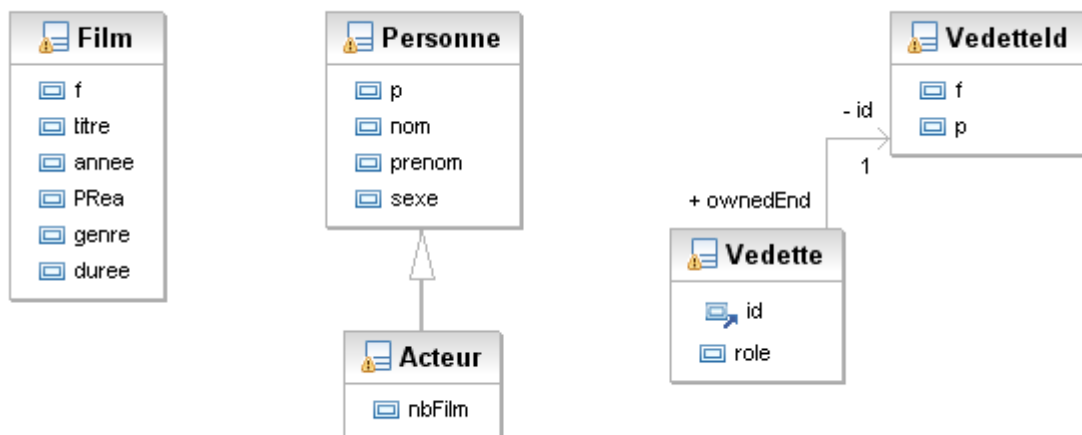 Film
f
titre
annee
PRea
genre
duree
Personne
p
nom
prenom
sexe
Acteur
nbFilm
VedetteId
f
p
- id
1
+ ownedEnd
Vedette
id
role